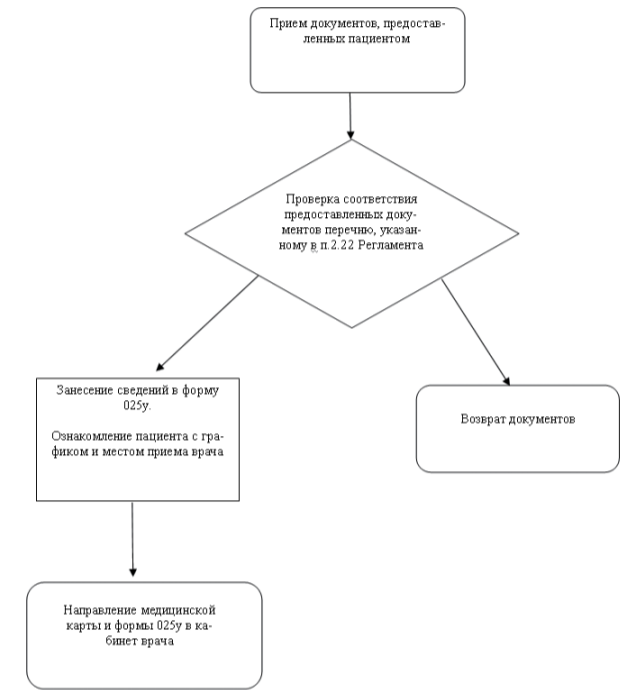 Прием документов, предостав-
ленных пациентом
Проверка соответствия
предоставленных доку-
ментов перечню, указан-
ному в п.2.22 Регламента
Занесение сведений в форму
025у.
Ознакомление пациента с гра-
фиком и местом приема врача
Возврат документов
Направление медицинской
карты и формы 025у в ка-
бинет врача